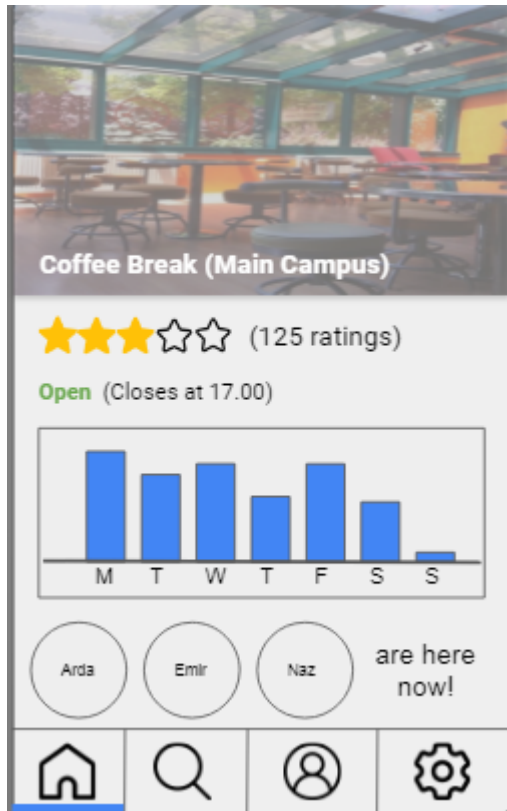 Coffee Break (Main Campus)
(125 ratings)
Open (Closes at 17.00)
M T W T F S S
Arda Emir Naz are here
now!